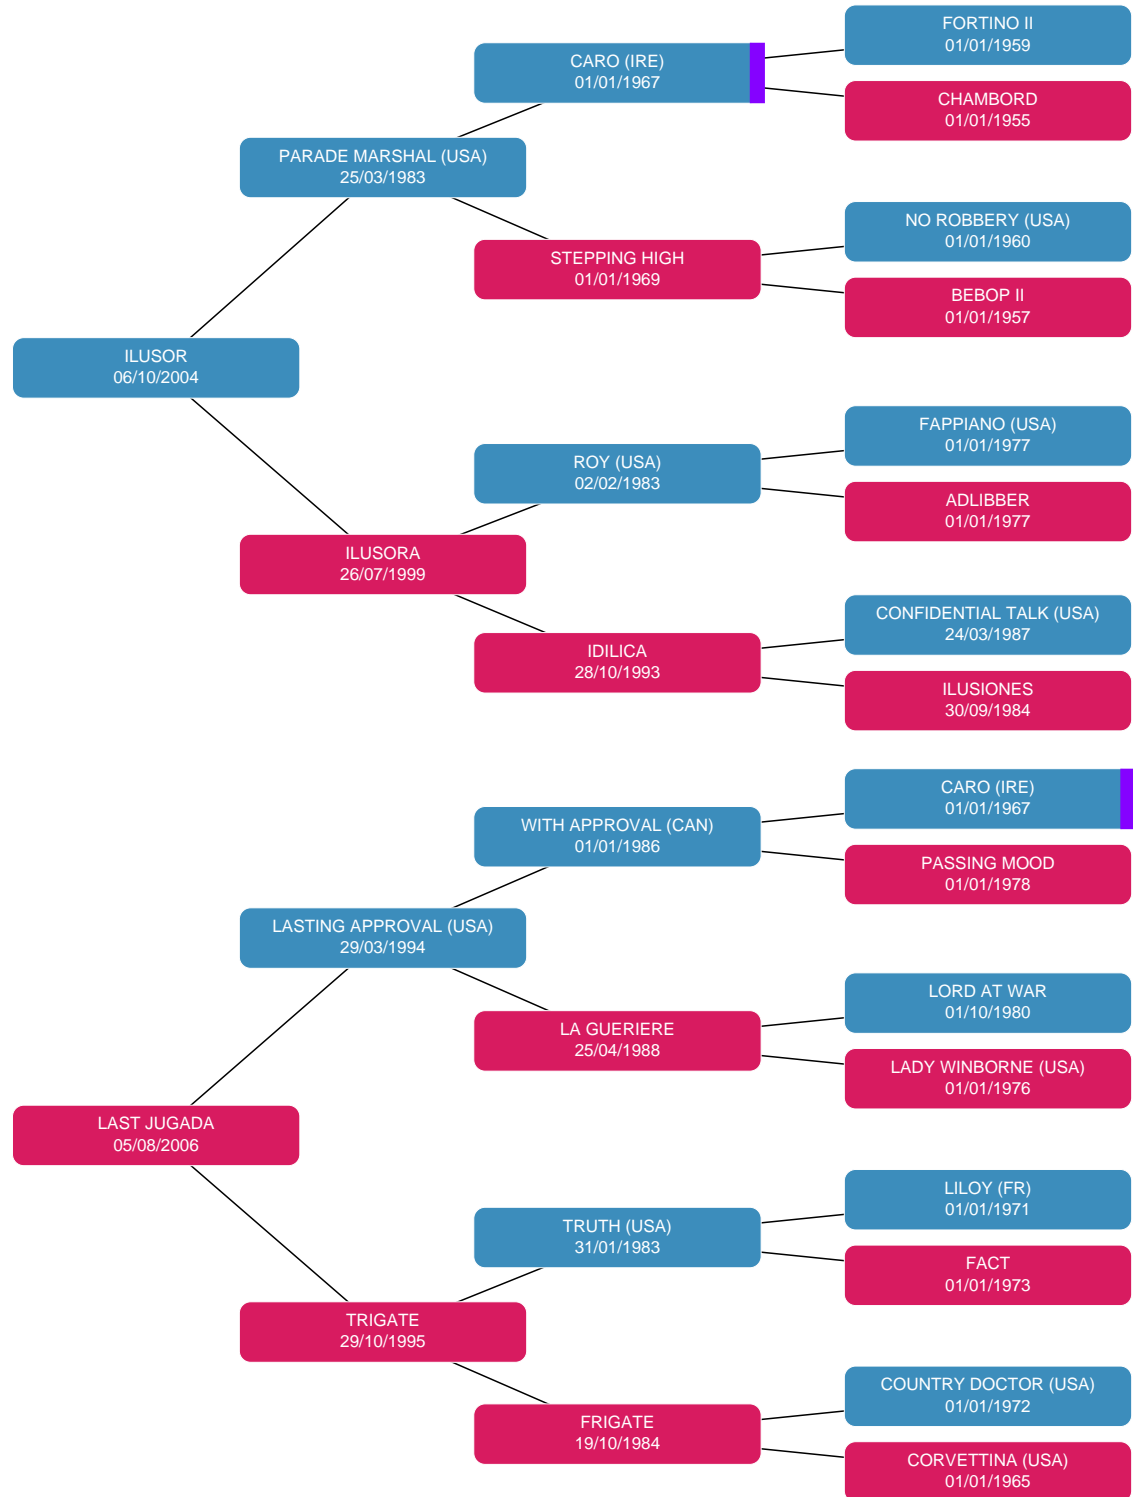 FORTINO II
01/01/1959
CARO (IRE)
01/01/1967
CHAMBORD
01/01/1955
PARADE MARSHAL (USA)
25/03/1983
NO ROBBERY (USA)
01/01/1960
STEPPING HIGH
01/01/1969
BEBOP II
01/01/1957
ILUSOR
06/10/2004
FAPPIANO (USA)
01/01/1977
ROY (USA)
02/02/1983
ADLIBBER
01/01/1977
ILUSORA
26/07/1999
CONFIDENTIAL TALK (USA)
24/03/1987
IDILICA
28/10/1993
ILUSIONES
30/09/1984
CARO (IRE)
01/01/1967
WITH APPROVAL (CAN)
01/01/1986
PASSING MOOD
01/01/1978
LASTING APPROVAL (USA)
29/03/1994
LORD AT WAR
01/10/1980
LA GUERIERE
25/04/1988
LADY WINBORNE (USA)
01/01/1976
LAST JUGADA
05/08/2006
LILOY (FR)
01/01/1971
TRUTH (USA)
31/01/1983
FACT
01/01/1973
TRIGATE
29/10/1995
COUNTRY DOCTOR (USA)
01/01/1972
FRIGATE
19/10/1984
CORVETTINA (USA)
01/01/1965